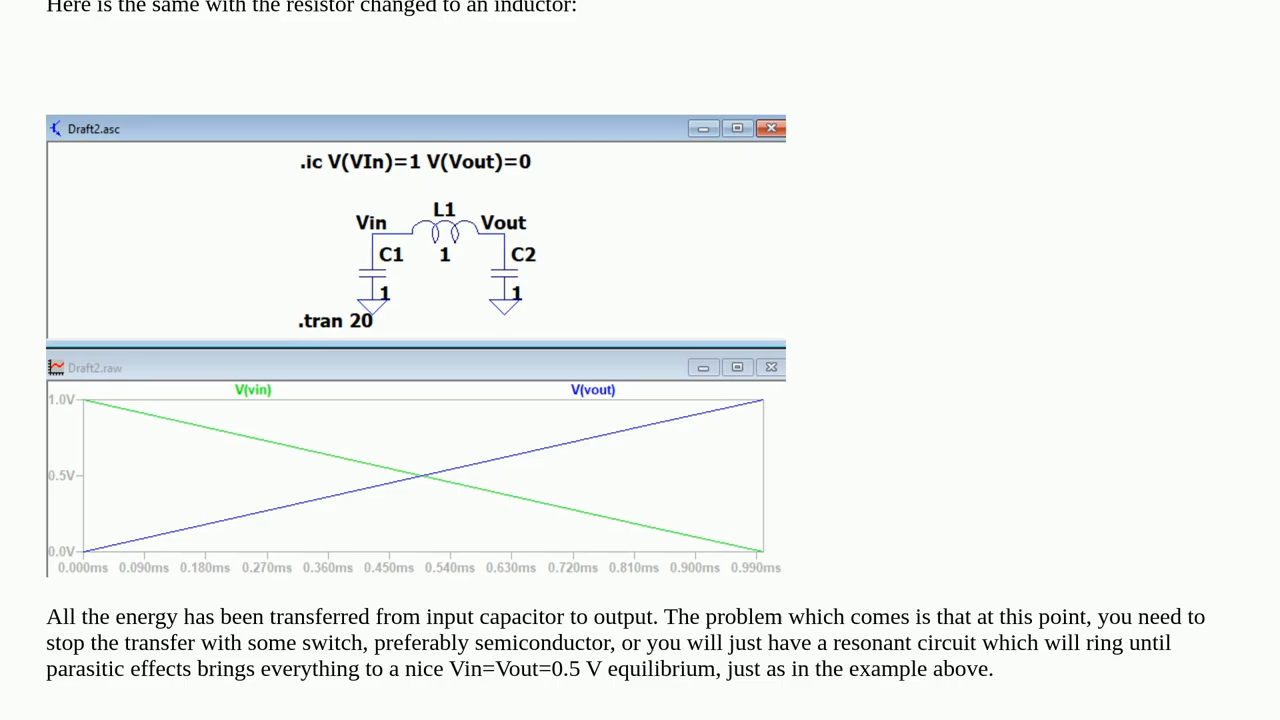 Here is the same with the resistor changed to an inductor:
Draft2.asc
.ic V(VIn)=1 V(Vout)=0
L1
Vin Vout
C1 1 C2
1 1
.tran 20
Draft2.raw
V(vin) V(vout)
1.0V
0.5V
0.0V
0.000ms 0.090ms 0.180ms 0.270ms 0.360ms 0.450ms 0.540ms 0.630ms 0.720ms 0.810ms 0.900ms 0.990ms
All the energy has been transferred from input capacitor to output. The problem which comes is that at this point, you need to
stop the transfer with some switch, preferably semiconductor, or you will just have a resonant circuit which will ring until
parasitic effects brings everything to a nice Vin=Vout=0.5 V equilibrium, just as in the example above.